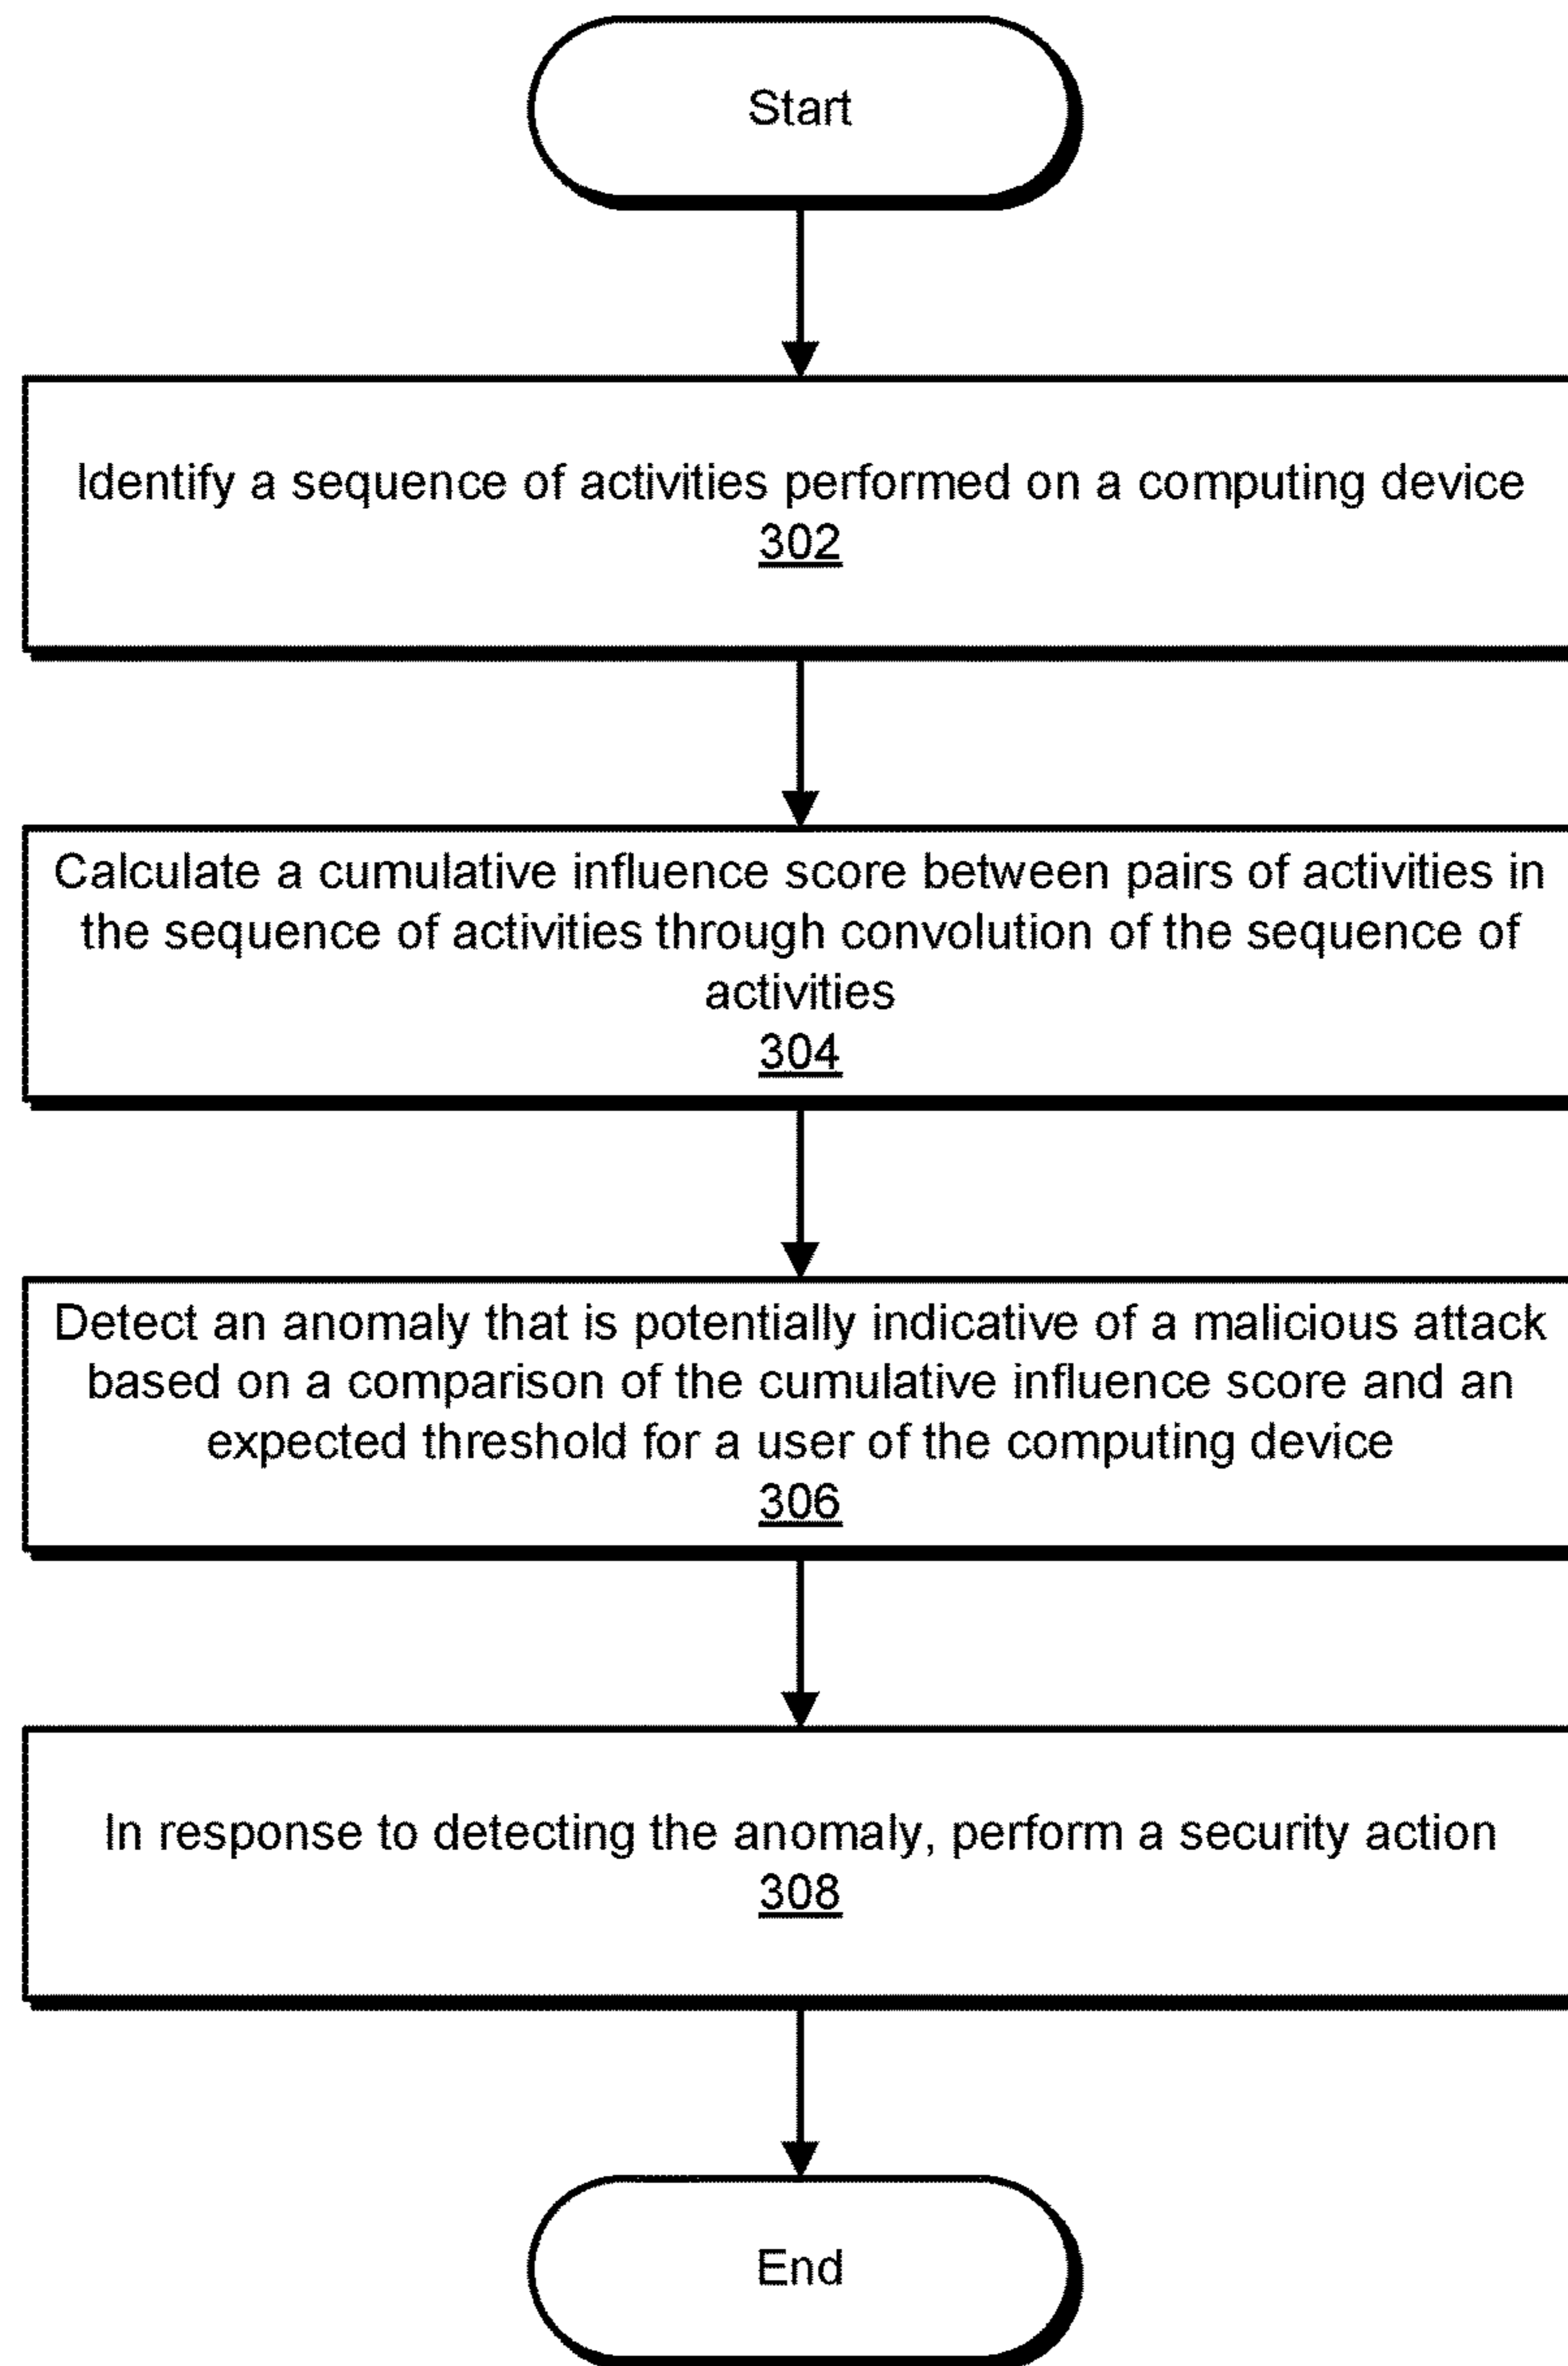 Start
Identify a sequence of activities performed on a computing device
302
Calculate a cumulative influence score between pairs of activities in
the sequence of activities through convolution of the sequence of
activities
304
Detect an anomaly that is potentially indicative of a malicious attack
based on a comparison of the cumulative influence score and an
expected threshold for a user of the computing device
306
In response to detecting the anomaly, perform a security action
308
End